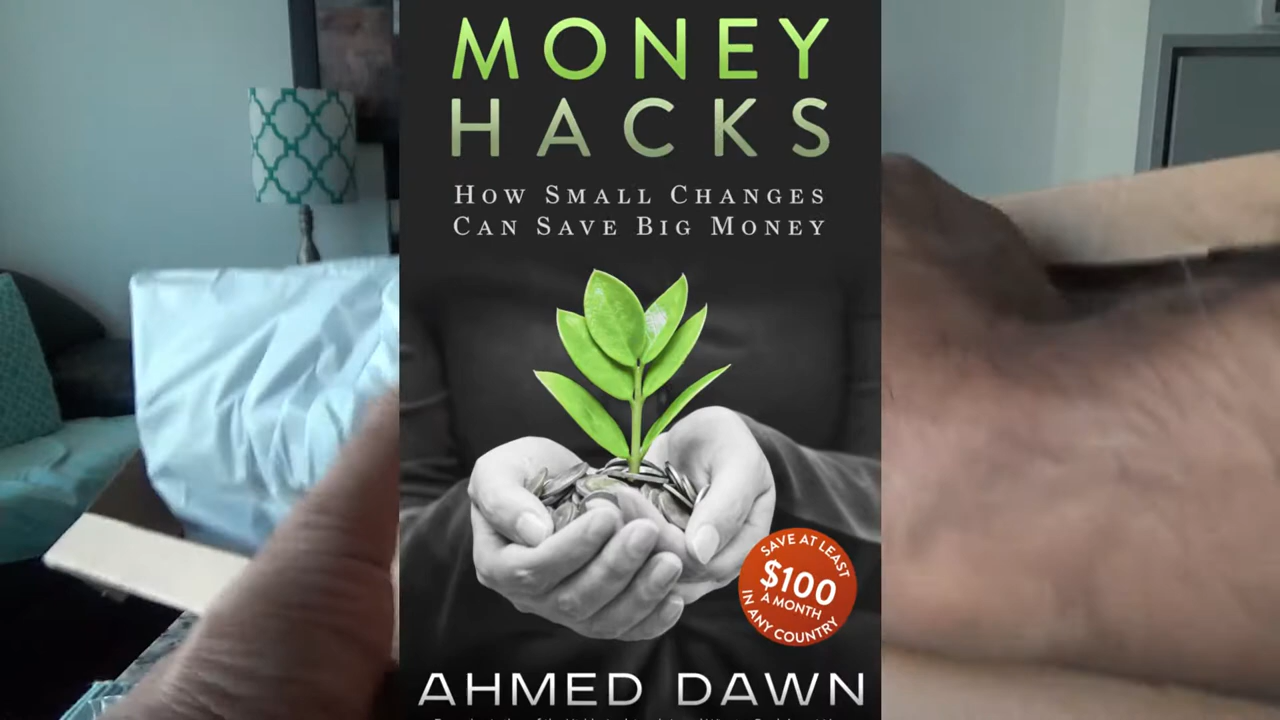 MONEY
HACKS
HOW SMALL CHANGES
CAN SAVE BIG MONEY
SAVE AT LEAST
$100
A MONTH
IN ANY COUNTRY
AHMED DAWN